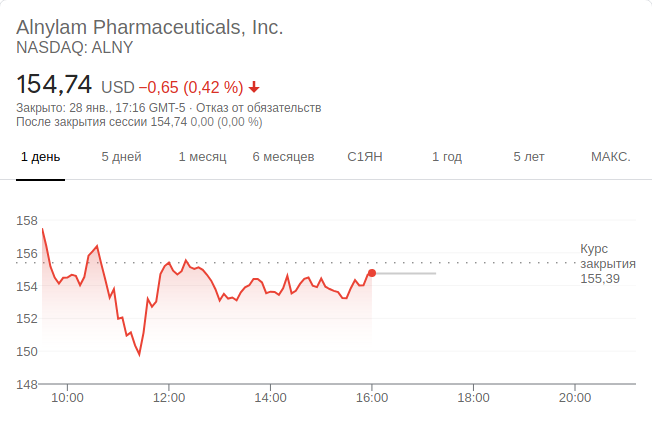 Alnylam Pharmaceuticals, Inc.
NASDAQ: ALNY
154,74 USD −0,65 (0,42 %)
Закрыто: 28 янв., 17:16 GMT-5 · Отказ от обязательств
После закрытия сессии 154,74 0,00 (0,00 %)
1 день 5 дней 1 месяц 6 месяцев С1ЯН 1 год 5 лет МАКС.
158
156
154
152
150
148
Курс
закрытия
155,39
10:00 12:00 14:00 16:00 18:00 20:00